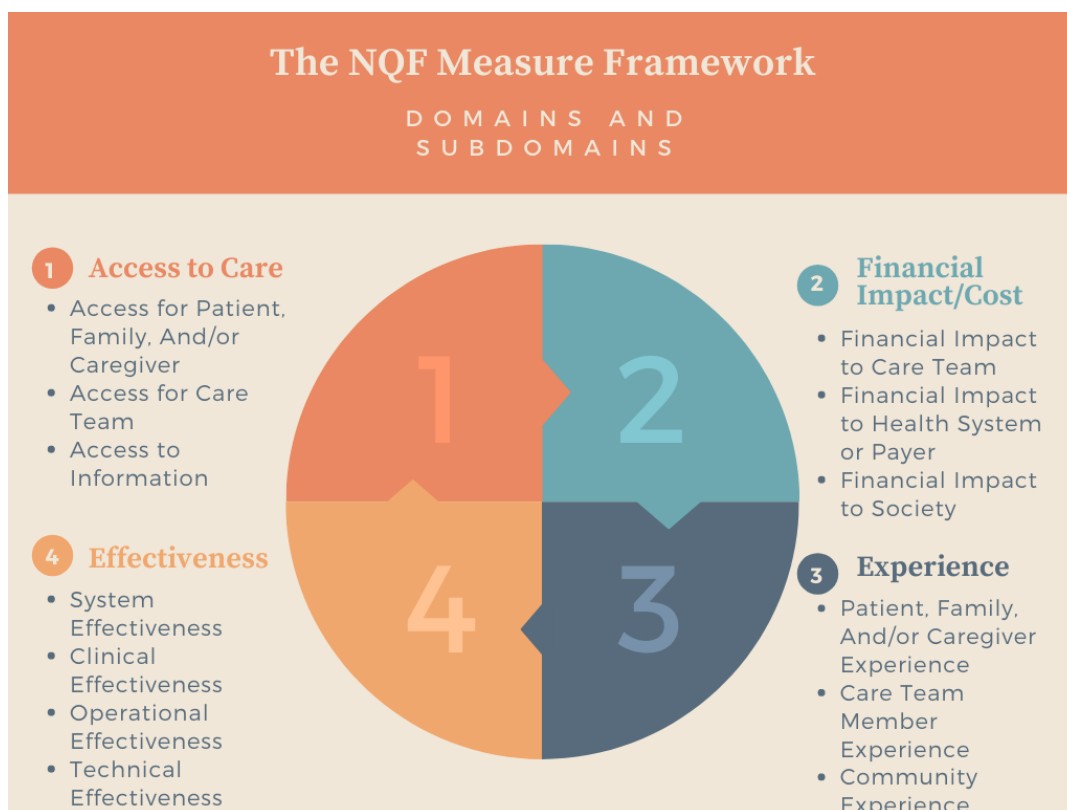 The NQF Measure Framework
DOMAINS AND
SUBDOMAINS
1 Access to Care
• Access for Patient,
Family, And/or
Caregiver
• Access for Care
Team
• Access to
Information
2 Financial
Impact/Cost
• Financial Impact
to Care Team
• Financial Impact
to Health System
or Payer
• Financial Impact
to Society
1
2
4
3
4 Effectiveness
• System
Effectiveness
• Clinical
Effectiveness
• Operational
Effectiveness
• Technical
Effectiveness
3 Experience
• Patient, Family,
And/or Caregiver
Experience
• Care Team
Member
Experience
• Community
Experience